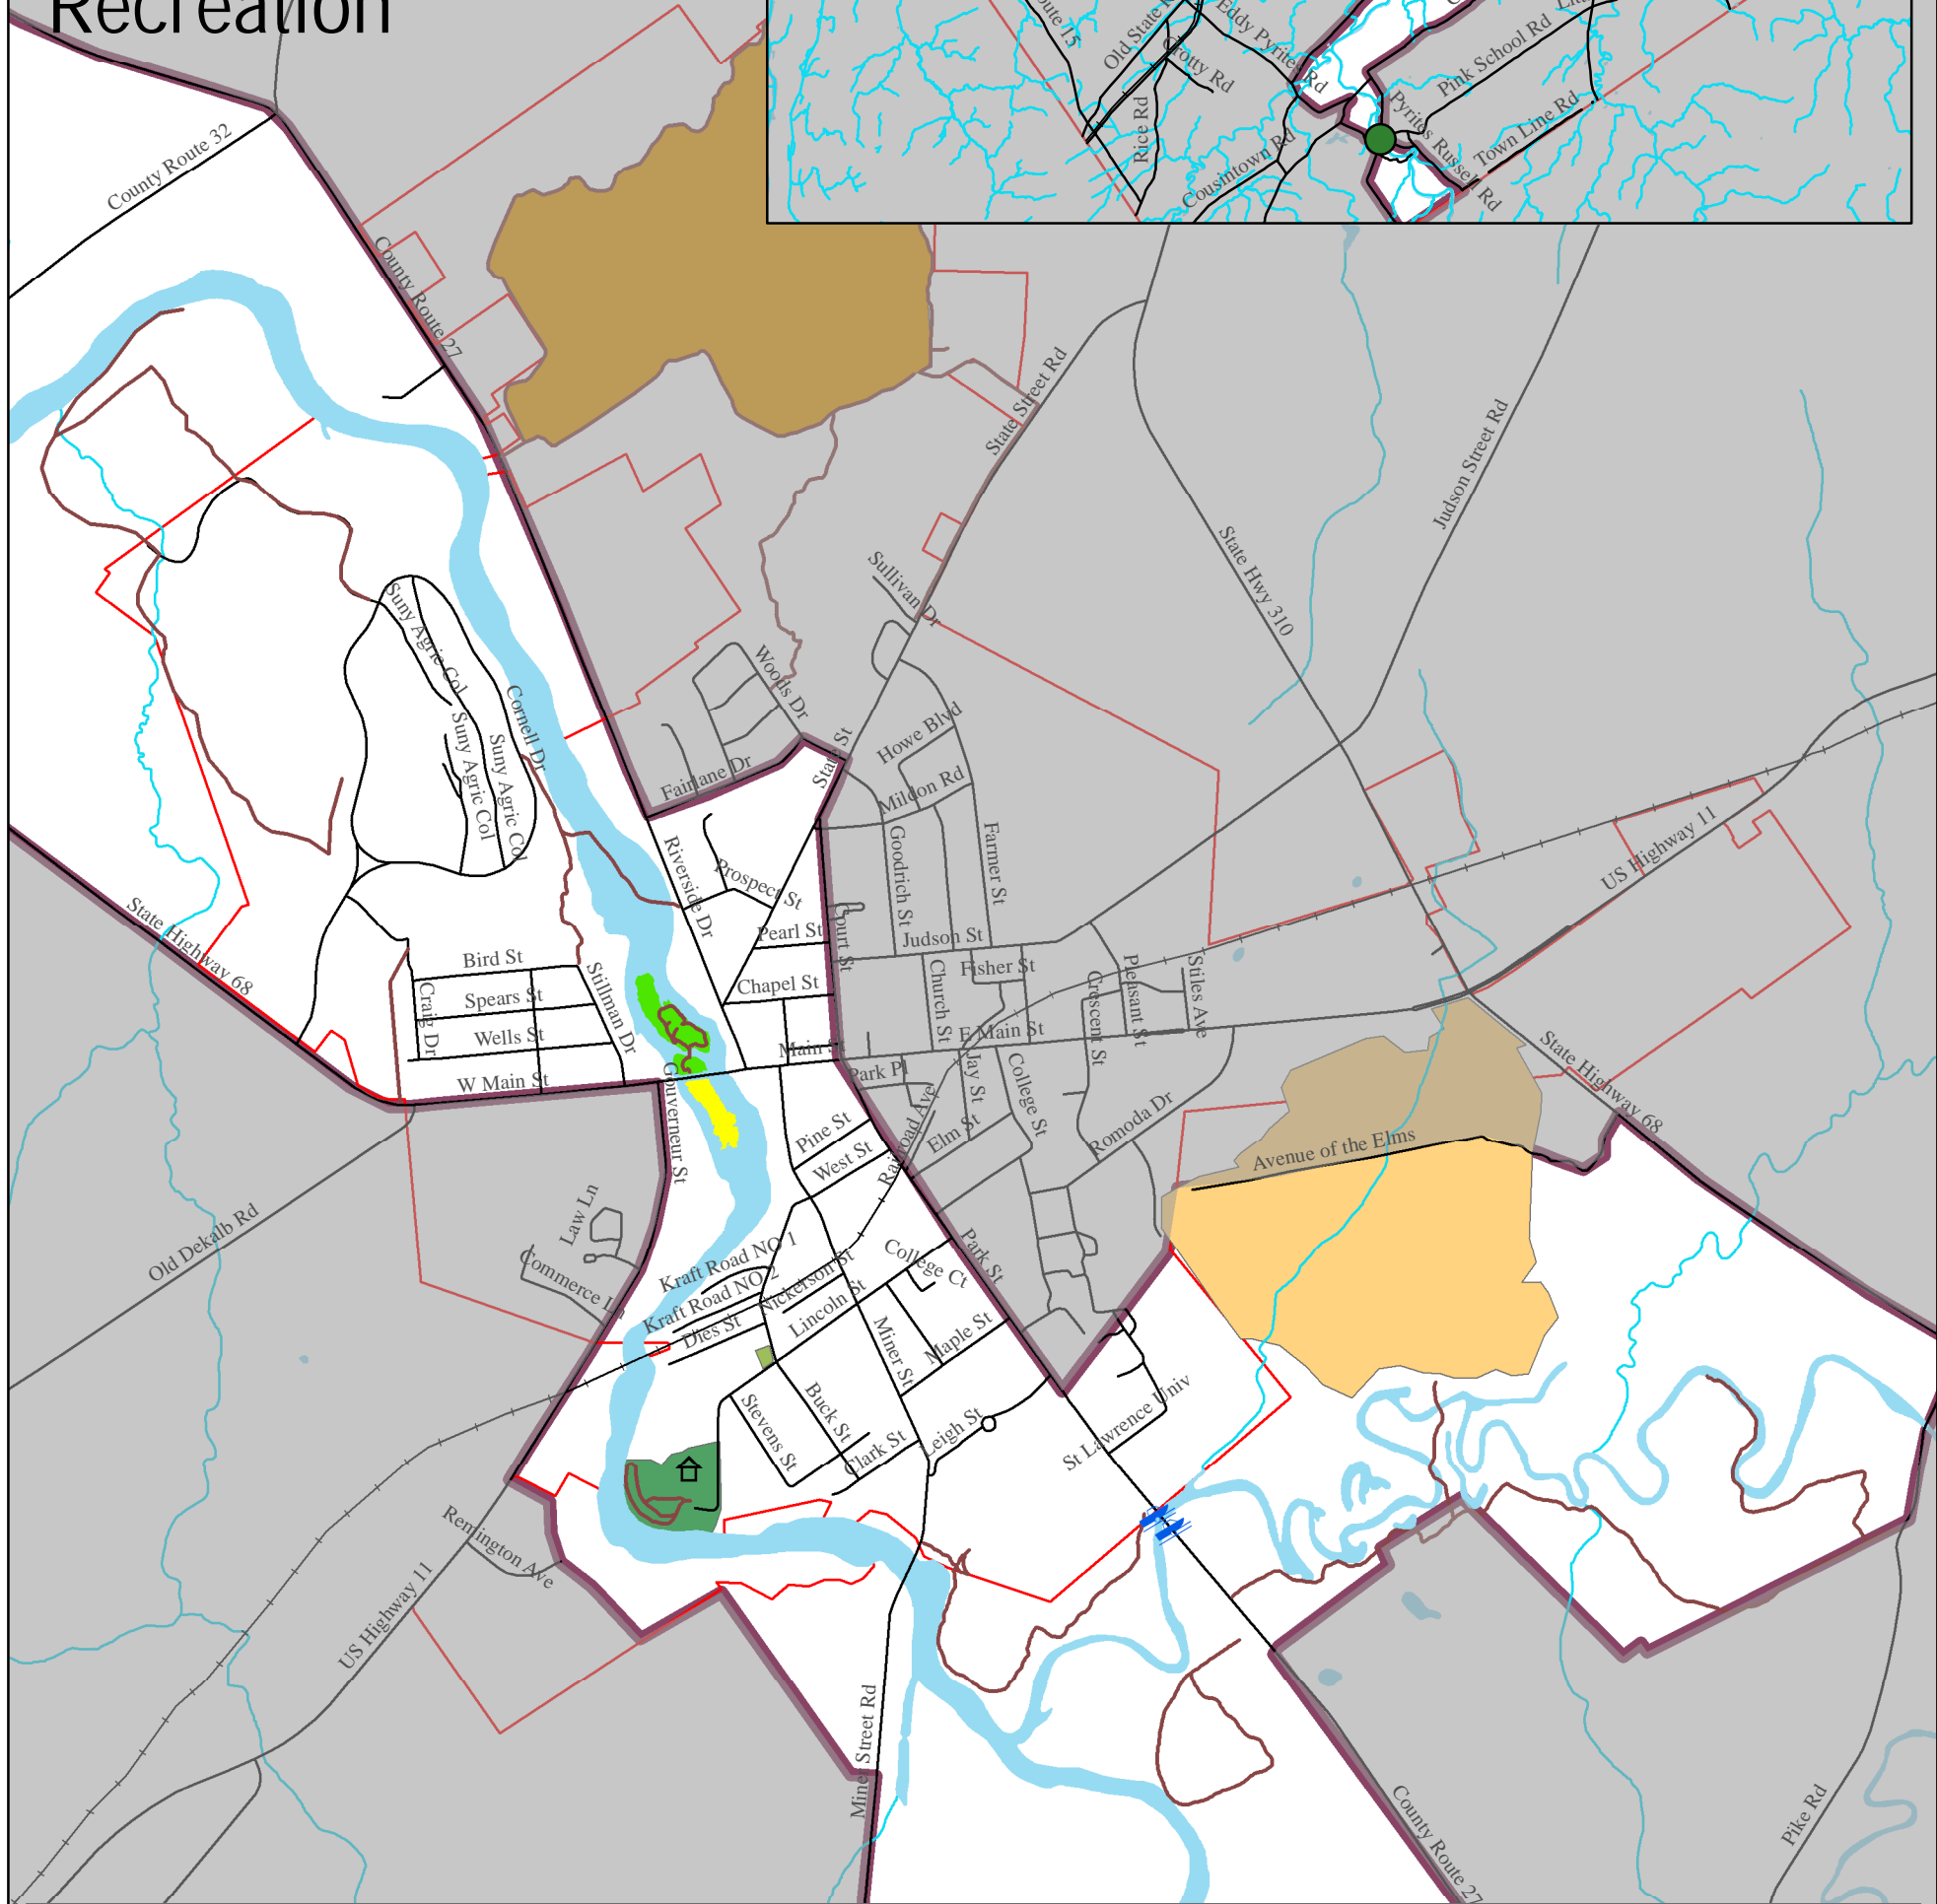 Recreation
Old State
Crotty Rd
Eddy Pyrites Rd
Pink School Rd
Rice Rd
Cousintown Rd
Pyrites Russell Rd
Town Line Rd
County Route 32
County Route 27
State Street Rd
Judson Street Rd
State Hwy 310
Sullivan Dr
Woods Dr
Suny Agric Col
Suny Agric Col
Suny Agric Col
Cornell Dr
Fairlane Dr
State St
Howe Blvd
Mildon Rd
Goodrich St
Farmer St
US Highway 11
Riverside Dr
Prospect St
Pearl St
Court St
Judson St
Chapel St
Church St
Fisher St
Crescent St
Pleasant St
Stiles Ave
State Highway 68
Bird St
Spears St
Wells St
W Main St
Craig Dr
Stillman Dr
Main St
E Main St
Park Pl
Jay St
College St
Gouverneur St
Pine St
West St
Railroad Ave
Elm St
Romoda Dr
State Highway 68
Avenue of the Elms
Old Dekalb Rd
Law Ln
Commerce Ln
Kraft Road NO 1
Kraft Road NO 2
Nickerson St
Dies St
Lincoln St
College Ct
Park St
Miner St
Maple St
Stevens St
Buck St
Clark St
Leigh St
St Lawrence Univ
Remington Ave
US Highway 11
Miner Street Rd
County Route 27
Pike Rd